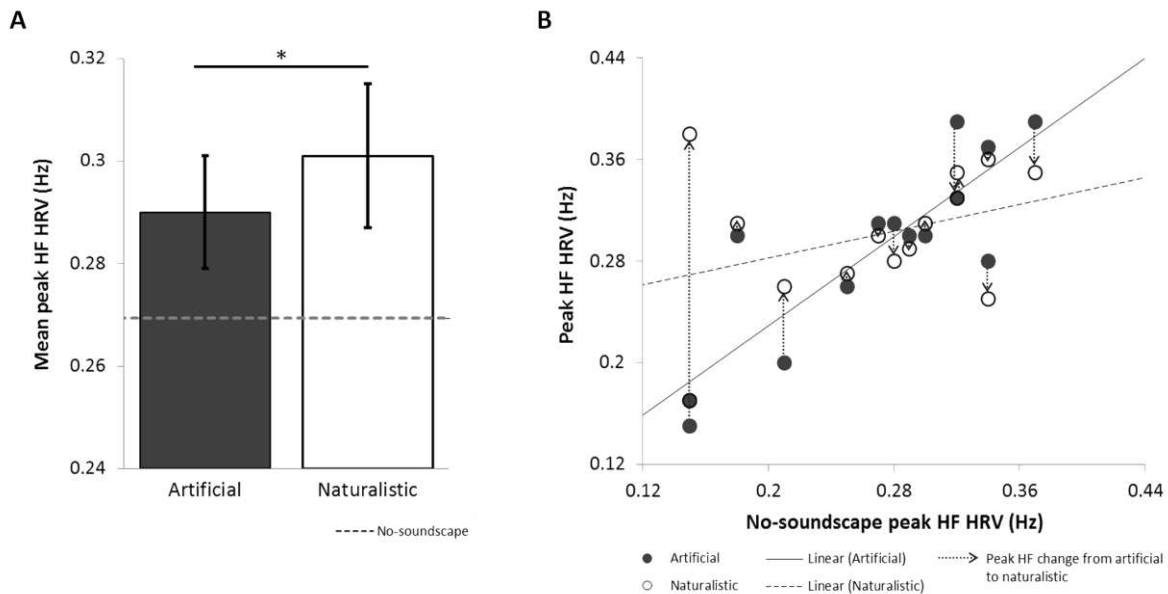 A
Mean peak HF HRV (Hz)
0.32
0.3
0.28
0.26
0.24
*
Artificial
Naturalistic
No-soundscape
B
Peak HF HRV (Hz)
0.44
0.36
0.28
0.2
0.12
0.12
0.2
0.28
0.36
0.44
No-soundscape peak HF HRV (Hz)
Artificial
Linear (Artificial)
Peak HF change from artificial
to naturalistic
Naturalistic
Linear (Naturalistic)